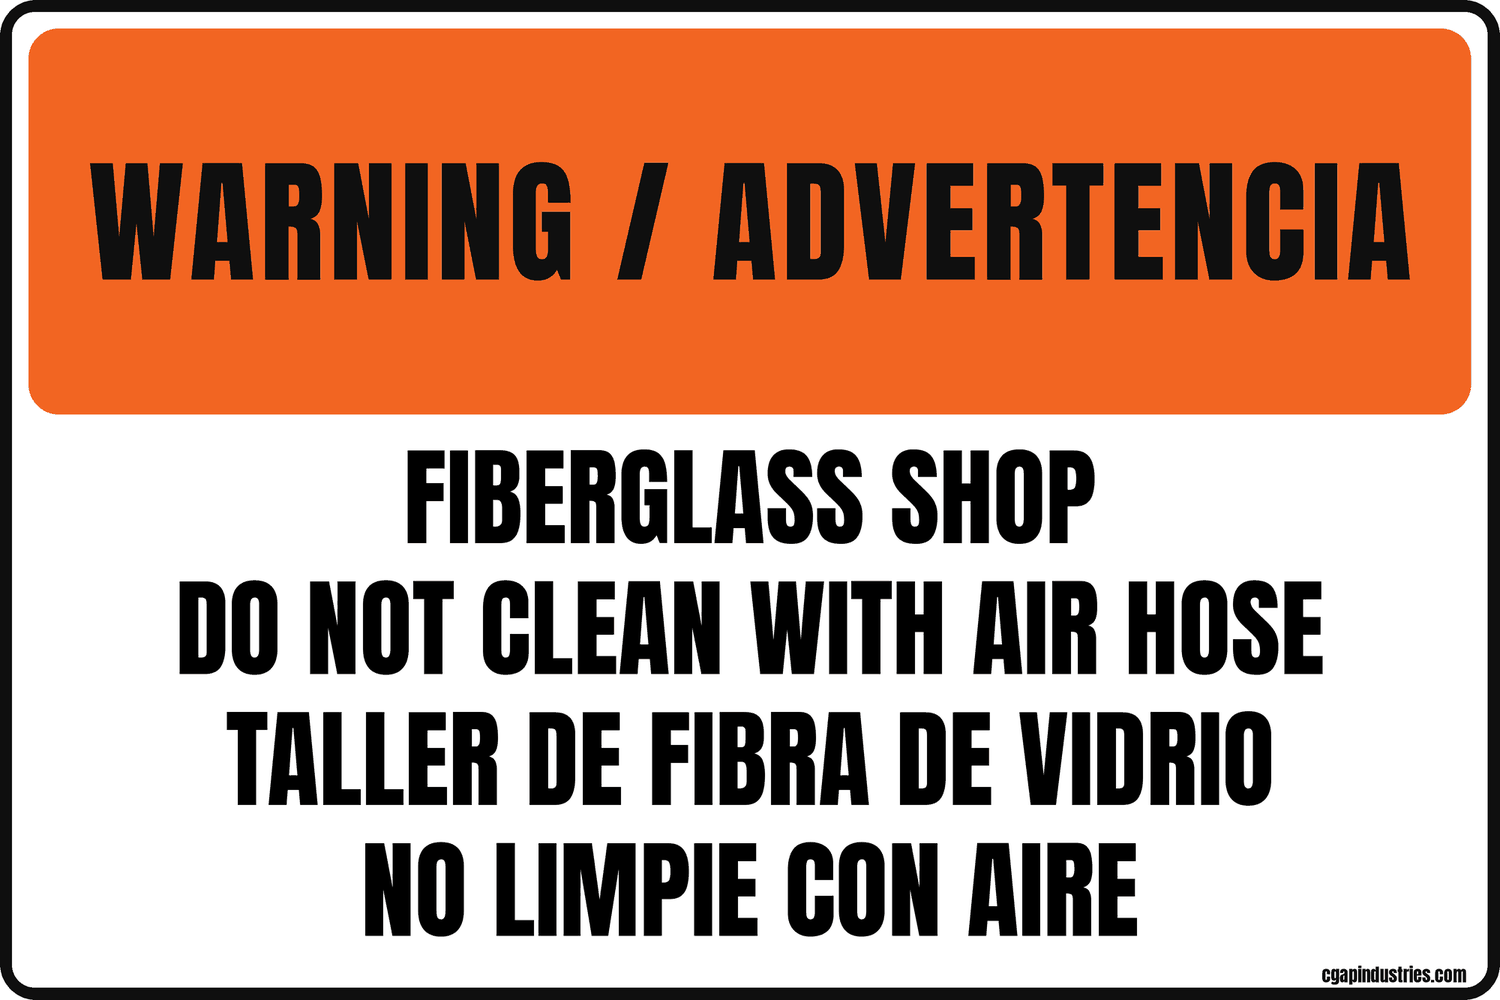 WARNING / ADVERTENCIA
FIBERGLASS SHOP
DO NOT CLEAN WITH AIR HOSE
TALLER DE FIBRA DE VIDRIO
NO LIMPIE CON AIRE
cgapindustries.com